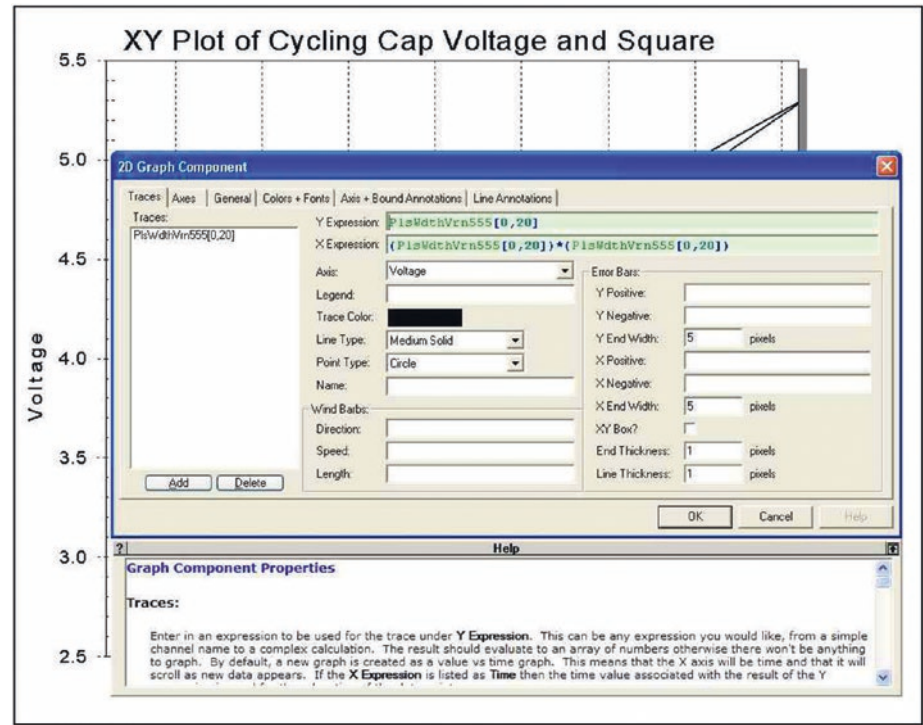 XY Plot of Cycling Cap Voltage and Square
5.5
5.0
4.5
4.0
3.5
3.0
2.5
Voltage
2D Graph Component
Traces Axes General Colors + Fonts Axis + Bound Annotations Line Annotations
Traces:
PlsWdthVrn555[0,20]
Add Delete
Y Expression: PlsWdthVrn555[0,20]
X Expression: (PlsWdthVrn555[0,20])*(PlsWdthVrn555[0,20])
Axis: Voltage
Legend:
Trace Color:
Line Type: Medium Solid
Point Type: Circle
Name:
Wind Barbs:
Direction:
Speed:
Length:
Error Bars:
Y Positive:
Y Negative:
Y End Width: 5 pixels
X Positive:
X Negative:
X End Width: 5 pixels
XY Box?
End Thickness: 1 pixels
Line Thickness: 1 pixels
OK Cancel Help
? Help
Graph Component Properties
Traces:
Enter in an expression to be used for the trace under Y Expression. This can be any expression you would like, from a simple
channel name to a complex calculation. The result should evaluate to an array of numbers otherwise there won't be anything
to graph. By default, a new graph is created as a value vs time graph. This means that the X axis will be time and that it will
scroll as new data appears. If the X Expression is listed as Time then the time value associated with the result of the Y